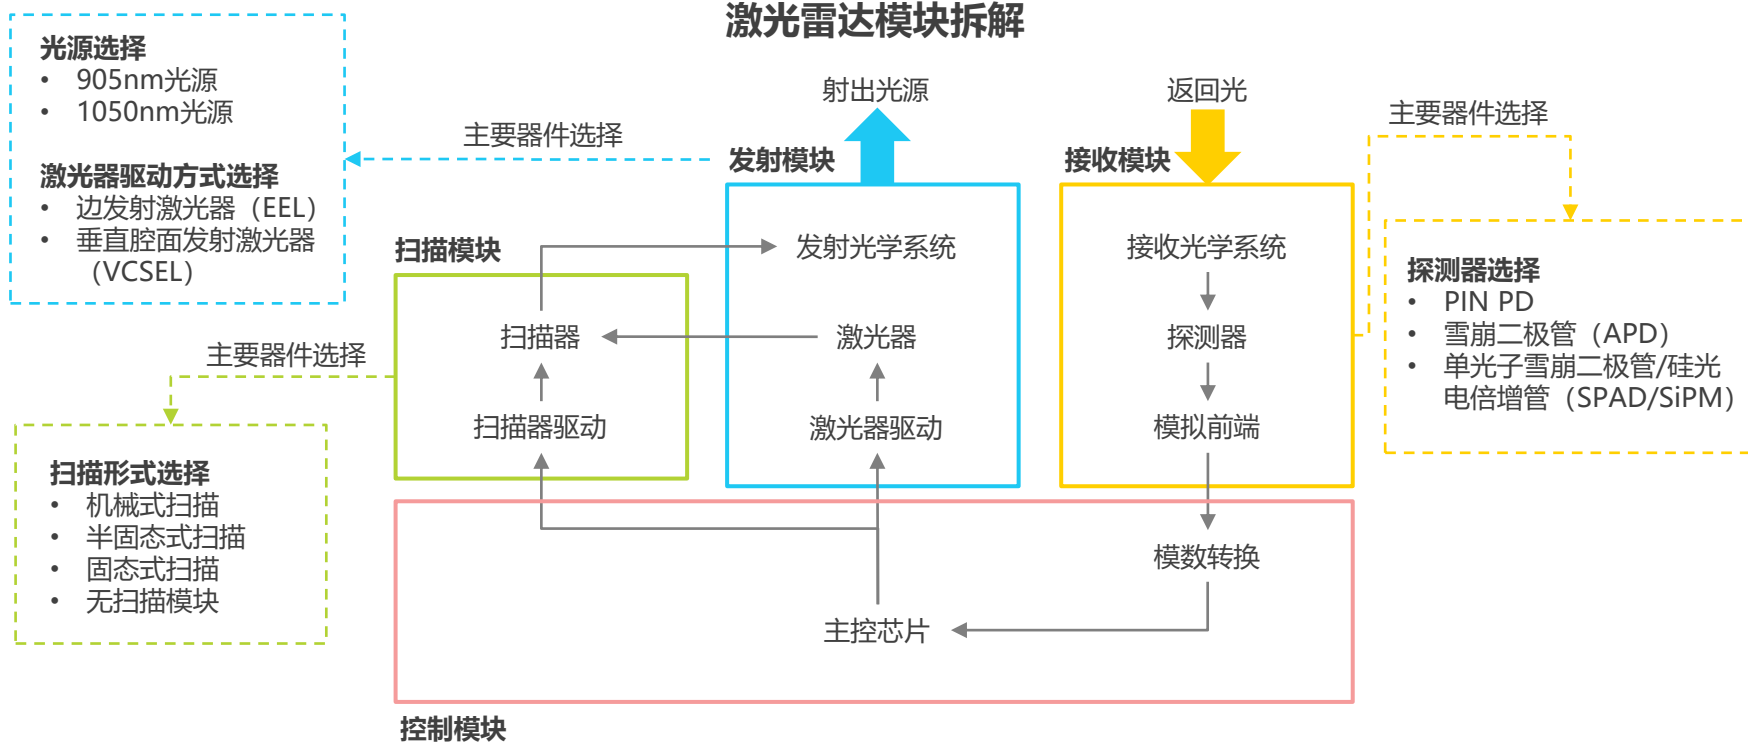 激光雷达模块拆解
光源选择
• 905nm光源
• 1050nm光源
激光器驱动方式选择
• 边发射激光器（EEL）
• 垂直腔面发射激光器
（VCSEL）
主要器件选择
射出光源
发射模块
返回光
接收模块
主要器件选择
扫描模块
发射光学系统
接收光学系统
扫描器
激光器
探测器
扫描器驱动
激光器驱动
模拟前端
探测器选择
• PIN PD
• 雪崩二极管（APD）
• 单光子雪崩二极管/硅光
电倍增管（SPAD/SiPM）
主要器件选择
扫描形式选择
• 机械式扫描
• 半固态式扫描
• 固态式扫描
• 无扫描模块
模数转换
主控芯片
控制模块